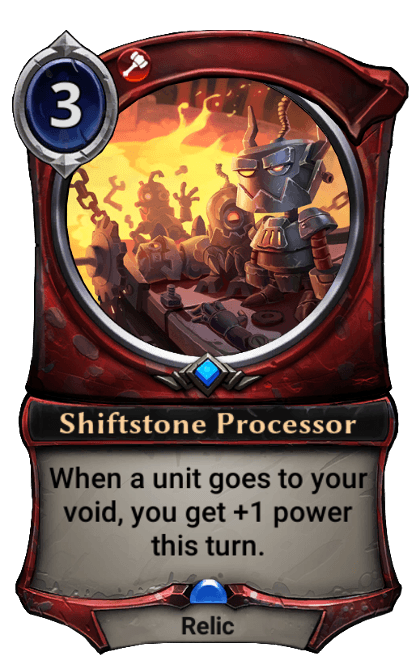 3
Shiftstone Processor
When a unit goes to your
void, you get +1 power
this turn.
Relic